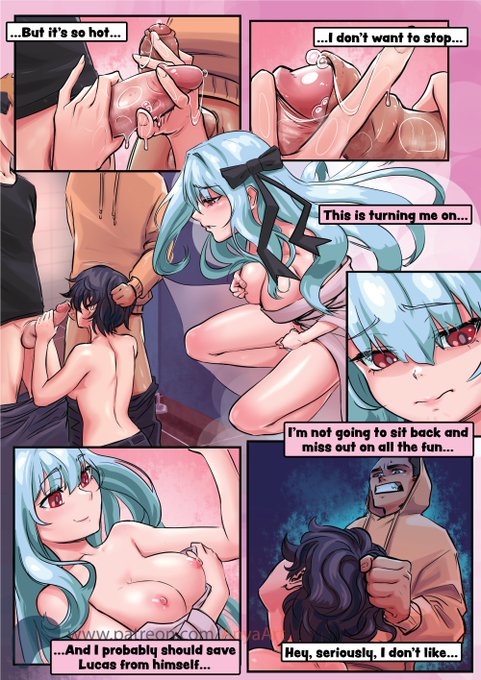 ...But it's so hot...
...I don't want to stop...
This is turning me on...
I'm not going to sit back and
miss out on all the fun...
...And I probably should save
Lucas from himself...
Hey, seriously, I don't like...
www.patreon.com/